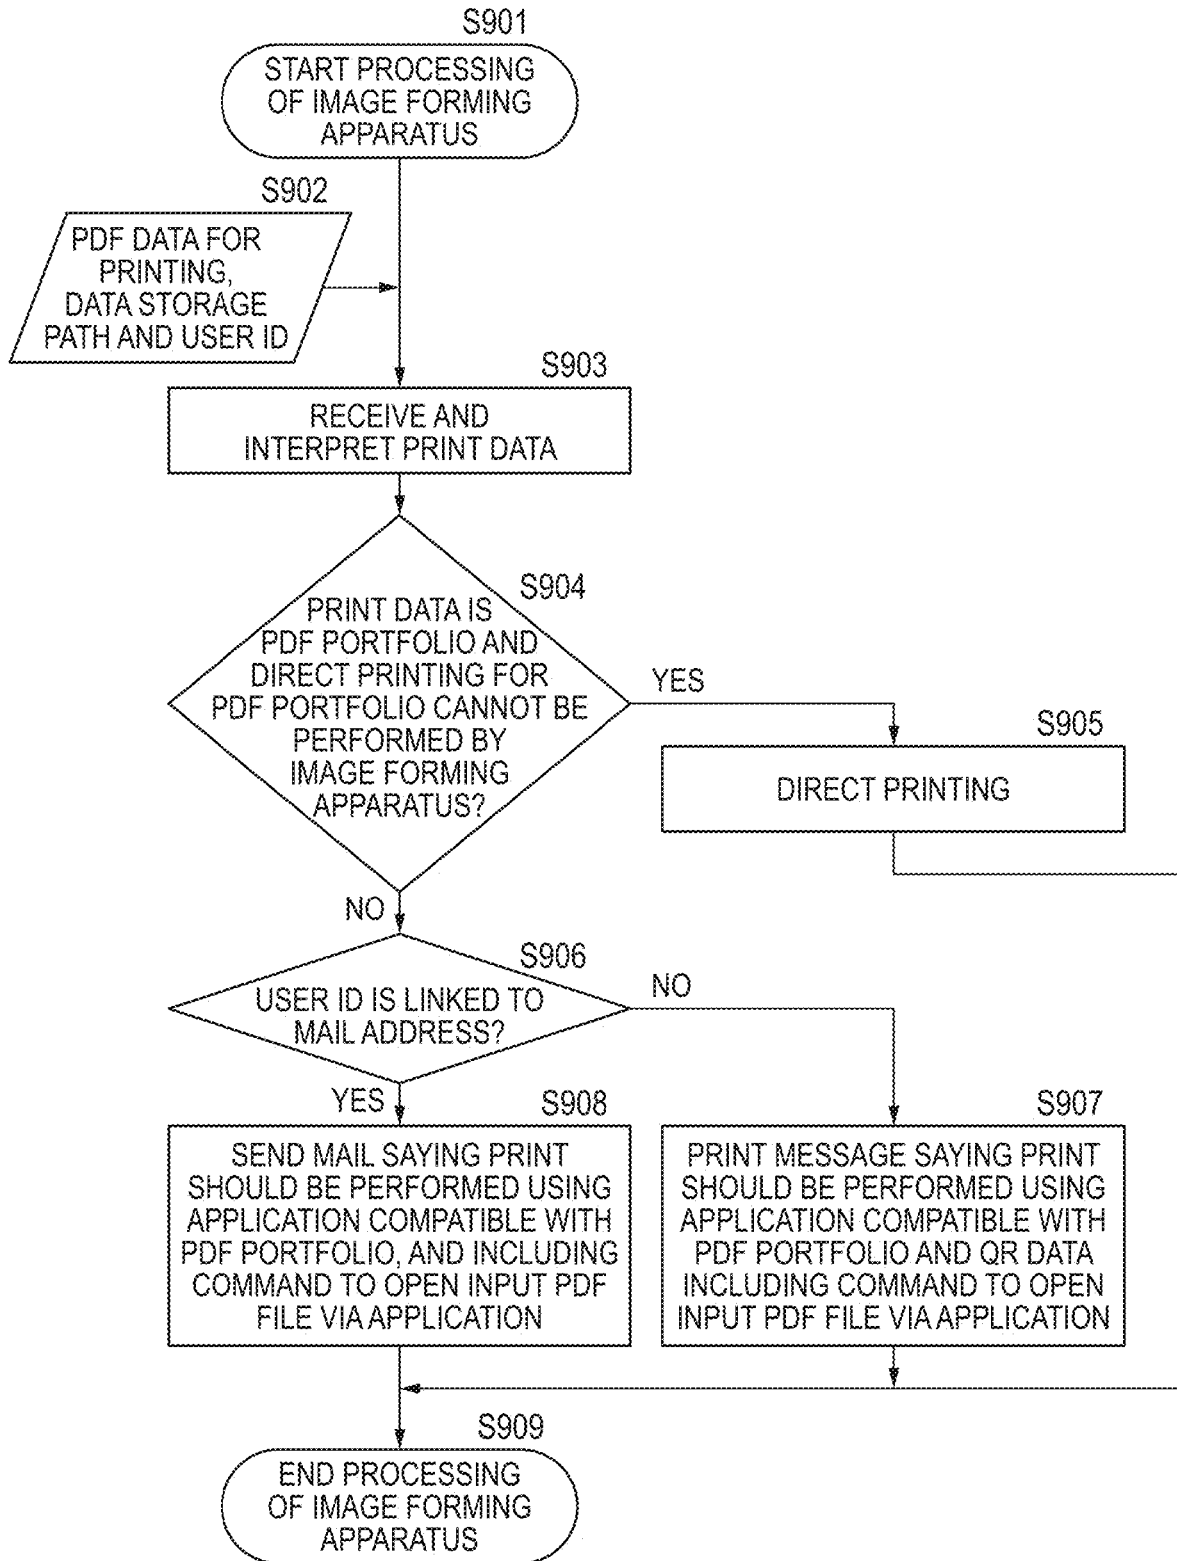 S901
START PROCESSING
OF IMAGE FORMING
APPARATUS
S902
PDF DATA FOR
PRINTING,
DATA STORAGE
PATH AND USER ID
S903
RECEIVE AND
INTERPRET PRINT DATA
S904
PRINT DATA IS
PDF PORTFOLIO AND
DIRECT PRINTING FOR
PDF PORTFOLIO CANNOT BE
PERFORMED BY
IMAGE FORMING
APPARATUS?
YES
S905
DIRECT PRINTING
NO
S906
USER ID IS LINKED TO
MAIL ADDRESS?
NO
YES
S908
SEND MAIL SAYING PRINT
SHOULD BE PERFORMED USING
APPLICATION COMPATIBLE WITH
PDF PORTFOLIO, AND INCLUDING
COMMAND TO OPEN INPUT PDF
FILE VIA APPLICATION
S907
PRINT MESSAGE SAYING PRINT
SHOULD BE PERFORMED USING
APPLICATION COMPATIBLE WITH
PDF PORTFOLIO AND QR DATA
INCLUDING COMMAND TO OPEN
INPUT PDF FILE VIA APPLICATION
S909
END PROCESSING
OF IMAGE FORMING
APPARATUS